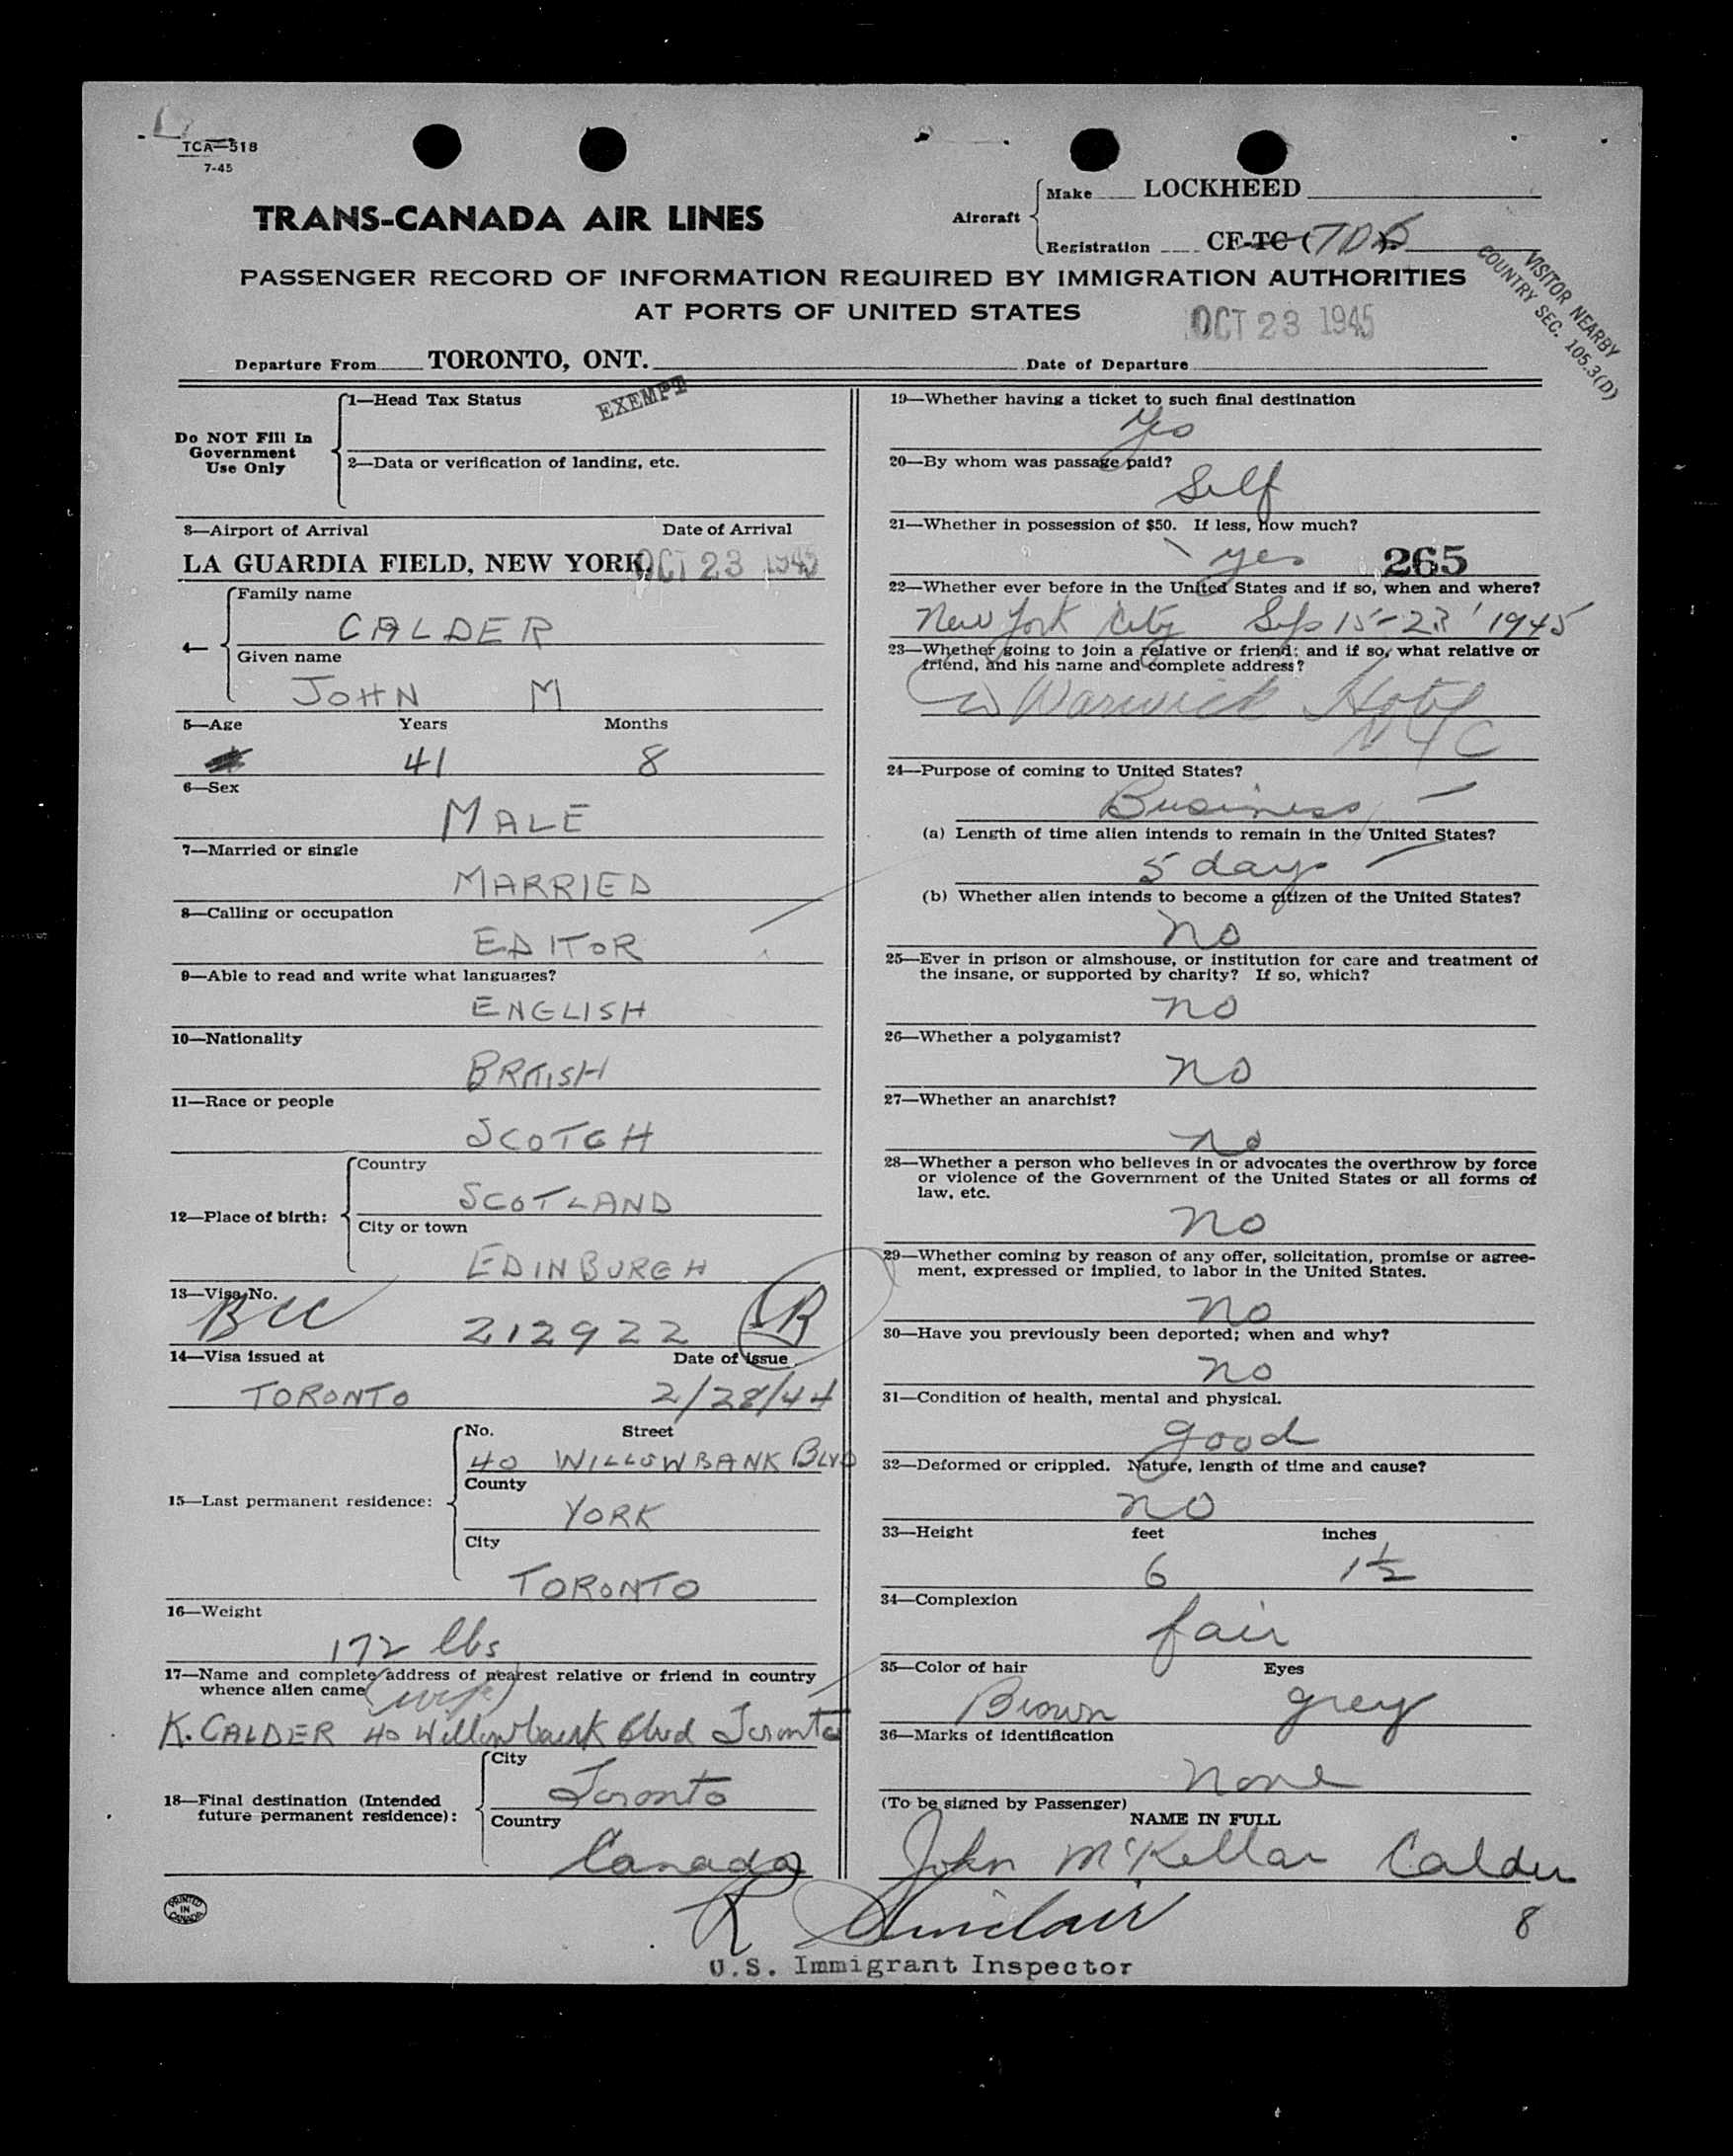 TCA—518
7-45
TRANS-CANADA AIR LINES
Aircraft
Make LOCKHEED
Registration CF-TC (TD
PASSENGER RECORD OF INFORMATION REQUIRED BY IMMIGRATION AUTHORITIES
AT PORTS OF UNITED STATES
OCT 23 1945
VISITOR NEARBY
COUNTRY SEC. 105.3(D)
Departure From TORONTO, ONT. Date of Departure
Do NOT Fill In
Government
Use Only
1—Head Tax Status EXEMPT
2—Data or verification of landing, etc.
3—Airport of Arrival Date of Arrival
LA GUARDIA FIELD, NEW YORK, OCT 23 1945
4—
Family name
CALDER
Given name
JOHN M
5—Age Years Months
41 8
6—Sex
MALE
7—Married or single
MARRIED
8—Calling or occupation
EDITOR
9—Able to read and write what languages?
ENGLISH
10—Nationality
BRITISH
11—Race or people
SCOTCH
12—Place of birth:
Country
SCOTLAND
City or town
EDINBURGH
13—Visa No.
BCC 212922 R
14—Visa issued at Date of issue
TORONTO 2/28/44
15—Last permanent residence:
No. Street
40 WILLOWBANK BLVD
County
YORK
City
TORONTO
16—Weight
172 lbs
17—Name and complete address of nearest relative or friend in country
whence alien came (wife)
K. CALDER 40 Willowbank Blvd Toronto
18—Final destination (Intended
future permanent residence):
City
Toronto
Country
Canada
PRINTED
IN
CANADA
19—Whether having a ticket to such final destination
Yes
20—By whom was passage paid?
Self
21—Whether in possession of $50. If less, how much?
yes 265
22—Whether ever before in the United States and if so, when and where?
New York City Sep 15-23 1945
23—Whether going to join a relative or friend; and if so, what relative or
friend, and his name and complete address?
Warwick Hotel
NYC
24—Purpose of coming to United States?
Business
(a) Length of time alien intends to remain in the United States?
5 days
(b) Whether alien intends to become a citizen of the United States?
no
25—Ever in prison or almshouse, or institution for care and treatment of
the insane, or supported by charity? If so, which?
no
26—Whether a polygamist?
no
27—Whether an anarchist?
no
28—Whether a person who believes in or advocates the overthrow by force
or violence of the Government of the United States or all forms of
law, etc.
no
29—Whether coming by reason of any offer, solicitation, promise or agree-
ment, expressed or implied, to labor in the United States.
no
30—Have you previously been deported; when and why?
no
31—Condition of health, mental and physical.
good
32—Deformed or crippled. Nature, length of time and cause?
no
33—Height feet inches
6 1½
34—Complexion
fair
35—Color of hair Eyes
Brown grey
36—Marks of identification
none
(To be signed by Passenger)
NAME IN FULL
John McKellar Calder
R Sinclair
8
U.S. Immigrant Inspector